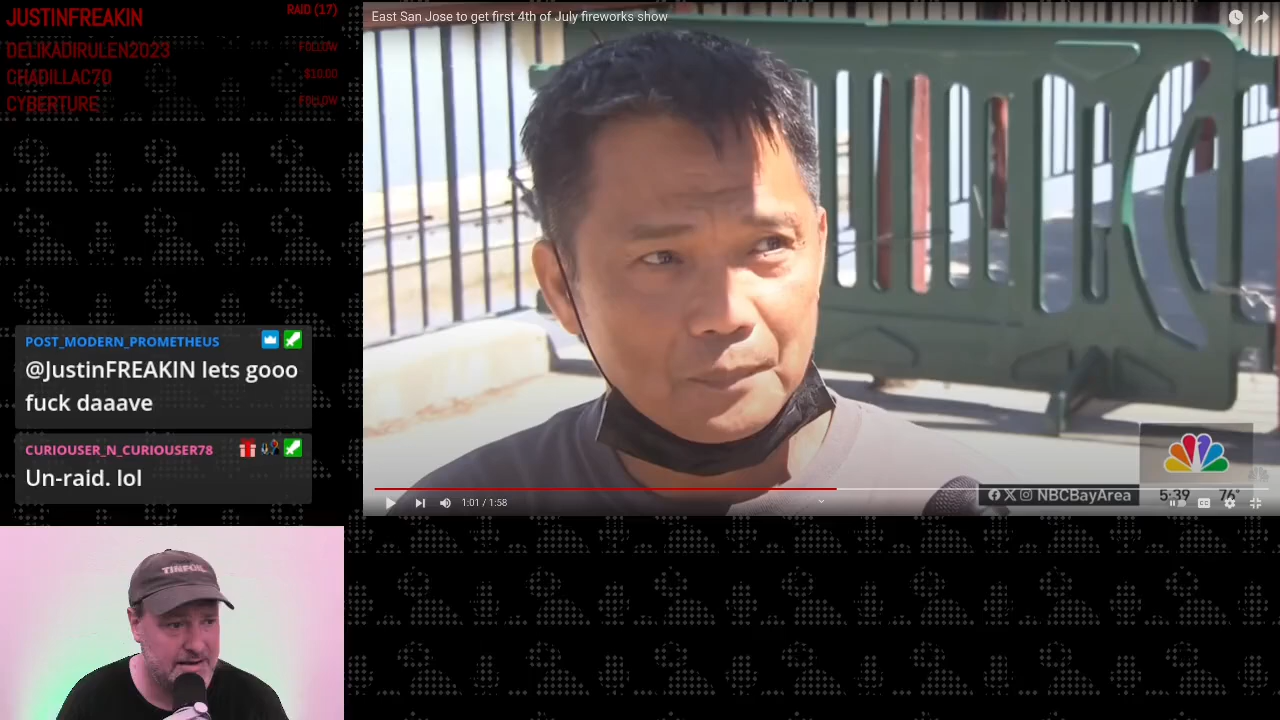 JUSTINFREAKIN RAID (17)
DELIKADIRULEN2023 FOLLOW
CHADILLAC70 $10.00
CYBERTURE FOLLOW
East San Jose to get first 4th of July fireworks show
POST_MODERN_PROMETHEUS
@JustinFREAKIN lets gooo
fuck daaave
CURIOUSER_N_CURIOUSER78
Un-raid. lol
NBCBayArea 5:39 76°
1:01 / 1:58
CC
TINFOIL